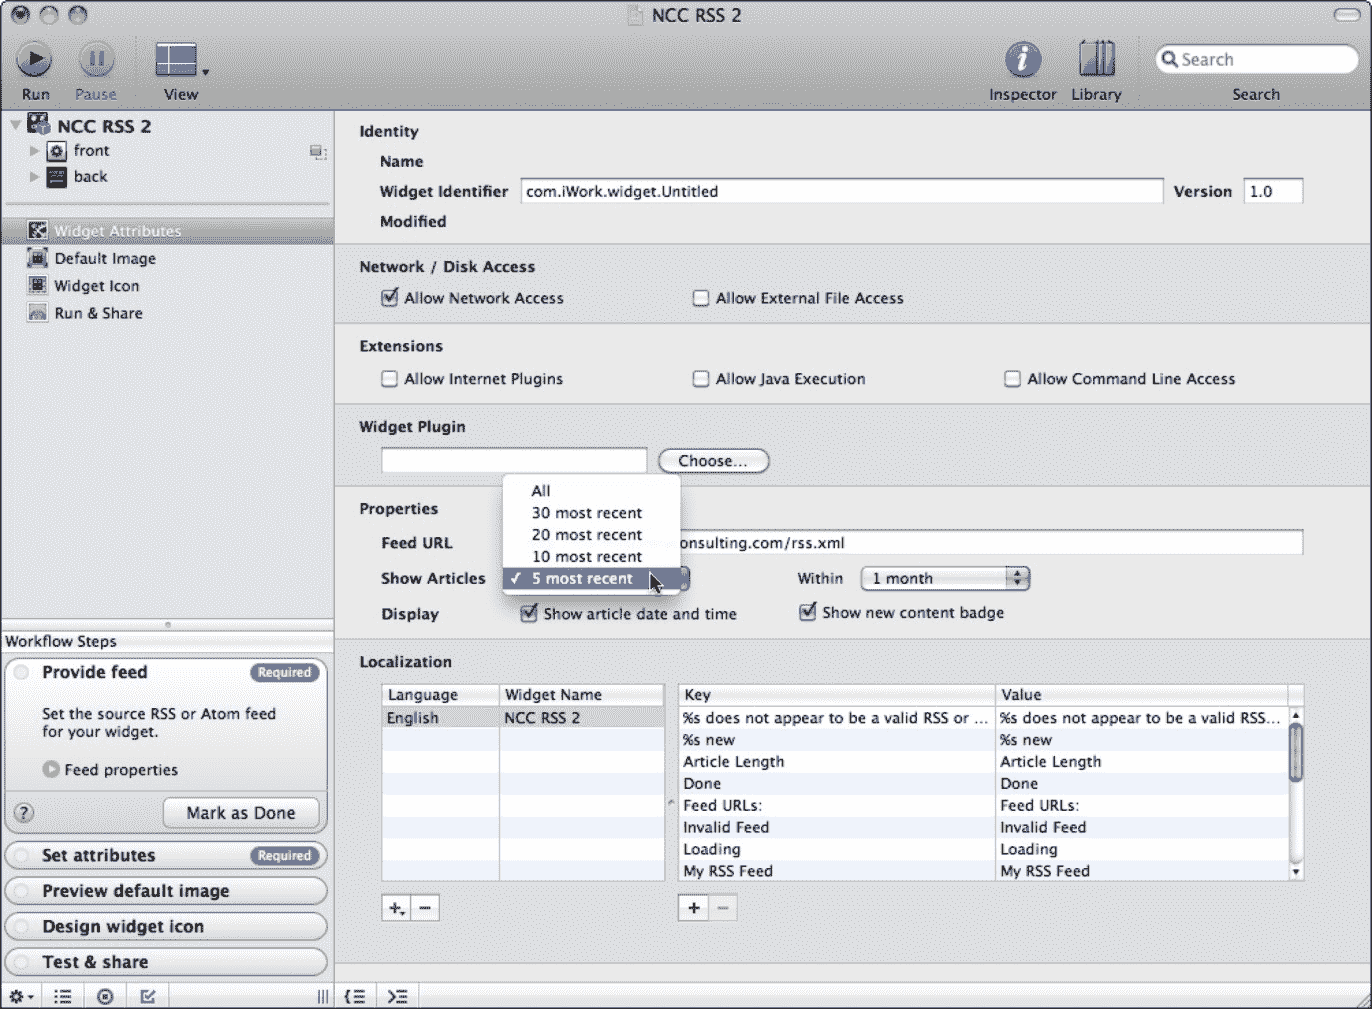 NCC RSS 2
Run
Pause
View
Inspector
Library
Search
Search
NCC RSS 2
front
back
Widget Attributes
Default Image
Widget Icon
Run & Share
Identity
Name
Widget Identifier com.iWork.widget.Untitled Version 1.0
Modified
Network / Disk Access
Allow Network Access Allow External File Access
Extensions
Allow Internet Plugins Allow Java Execution Allow Command Line Access
Widget Plugin
Choose...
Properties
Feed URL onsulting.com/rss.xml
All
30 most recent
20 most recent
10 most recent
Show Articles ✓ 5 most recent Within 1 month
Display Show article date and time Show new content badge
Localization
Language Widget Name
English NCC RSS 2
Key Value
%s does not appear to be a valid RSS or ... %s does not appear to be a valid RSS...
%s new %s new
Article Length Article Length
Done Done
Feed URLs: Feed URLs:
Invalid Feed Invalid Feed
Loading Loading
My RSS Feed My RSS Feed
Workflow Steps
Provide feed Required
Set the source RSS or Atom feed
for your widget.
Feed properties
? Mark as Done
Set attributes Required
Preview default image
Design widget icon
Test & share